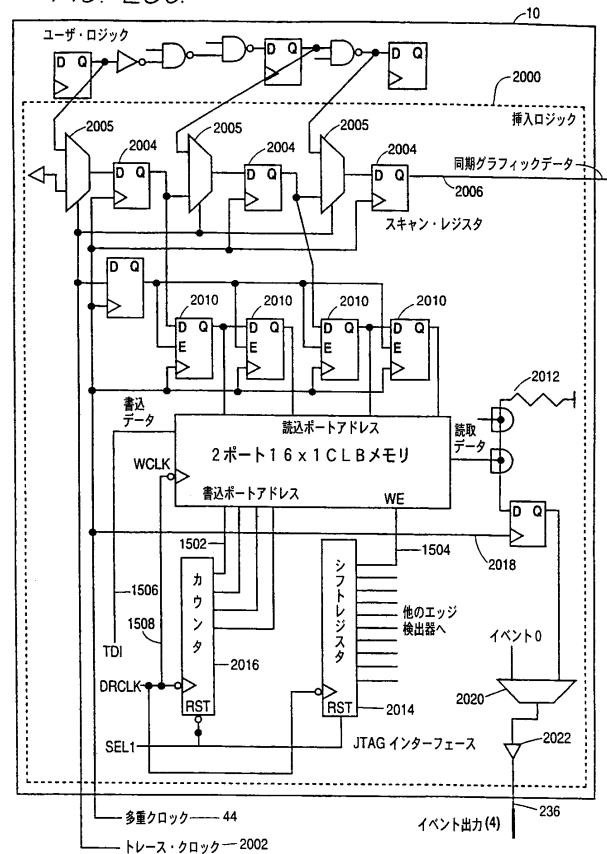 10
ユーザ・ロジック
D Q
D Q
D Q
2000
挿入ロジック
2005
2005
2005
2004
2004
2004
D Q
D Q
D Q
同期グラフィックデータ
2006
スキャン・レジスタ
D Q
2010
2010
2010
2010
D Q
E
D Q
E
D Q
E
D Q
E
2012
書込
データ
読込ポートアドレス
読取
データ
2ポート16x1CLBメモリ
WCLK
書込ポートアドレス
WE
D Q
1502
1504
2018
1506
1508
カウンタ
シフトレジスタ
他のエッジ
検出器へ
イベント0
TDI
2016
DRCLK
2020
RST
RST
2014
2022
SEL1
JTAG インターフェース
多重クロック
44
236
イベント出力(4)
トレース・クロック
2002